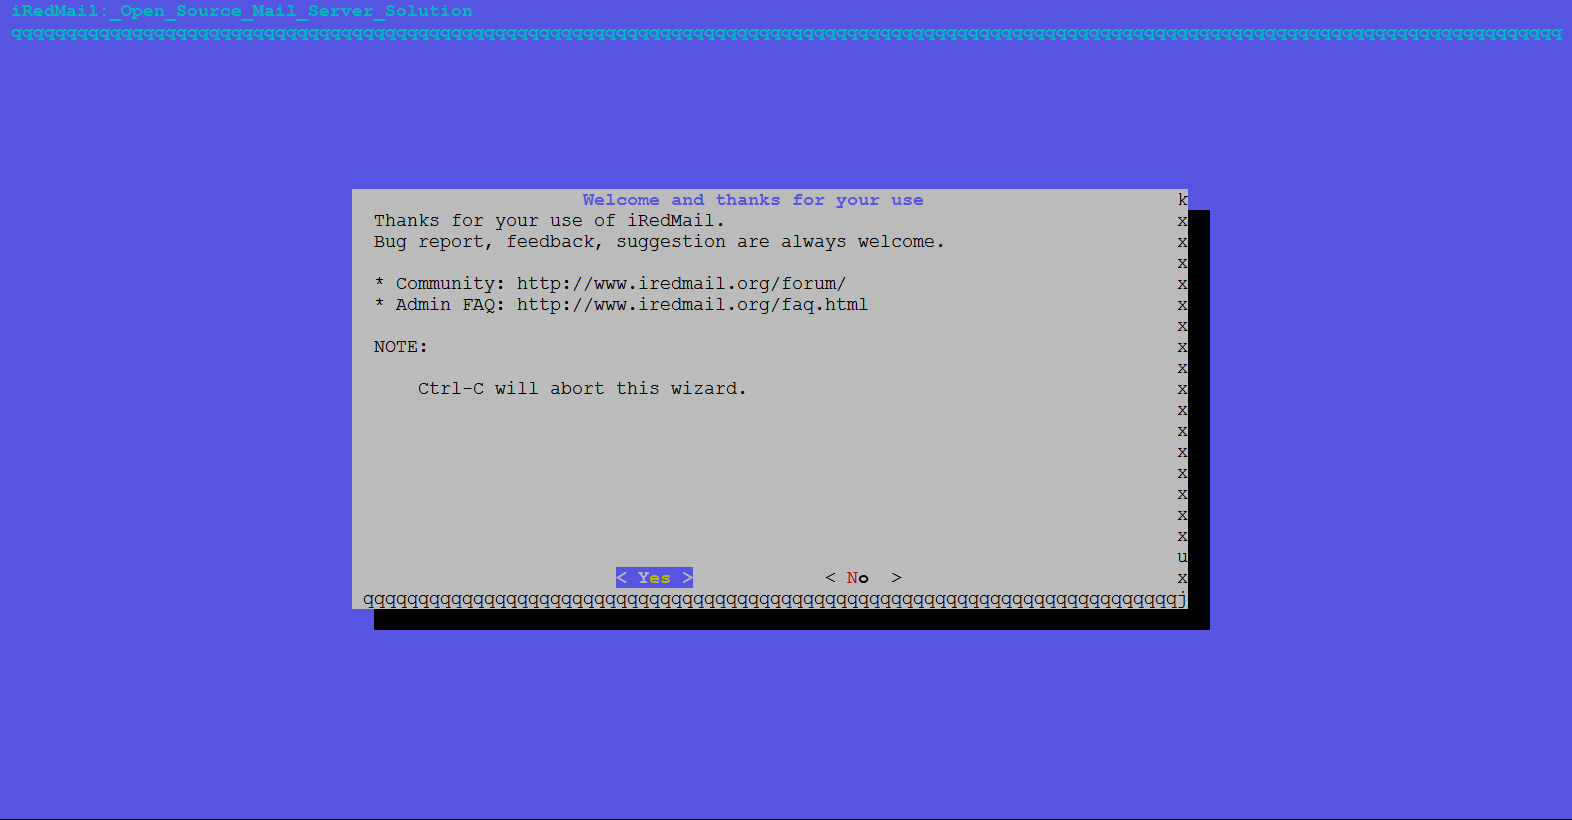 iRedMail:_Open_Source_Mail_Server_Solution
qqqqqqqqqqqqqqqqqqqqqqqqqqqqqqqqqqqqqqqqqqqqqqqqqqqqqqqqqqqqqqqqqqqqqqqqqqqqqqqqqqqqqqqqqqqqqqqqqqqqqqqqqqqqqqqqqqqqqqqqqqqqqqqqqqqqqqqqqqqqq
Welcome and thanks for your use k
Thanks for your use of iRedMail. x
Bug report, feedback, suggestion are always welcome. x
x
* Community: http://www.iredmail.org/forum/ x
* Admin FAQ: http://www.iredmail.org/faq.html x
x
NOTE: x
x
Ctrl-C will abort this wizard. x
x
x
x
x
x
x
x
u
< Yes > < No > x
qqqqqqqqqqqqqqqqqqqqqqqqqqqqqqqqqqqqqqqqqqqqqqqqqqqqqqqqqqqqqqqqqqqqqqqqqqj